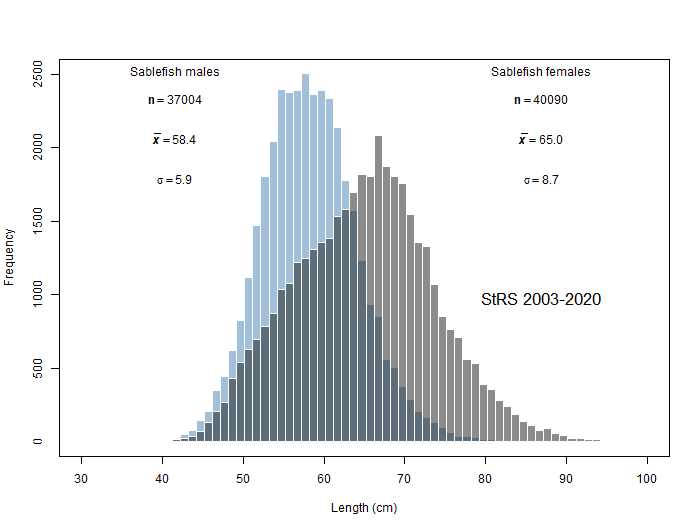 Sablefish males
n = 37004
x̅ = 58.4
σ = 5.9
Sablefish females
n = 40090
x̅ = 65.0
σ = 8.7
StRS 2003-2020
Frequency
2500
2000
1500
1000
500
0
30 40 50 60 70 80 90 100
Length (cm)